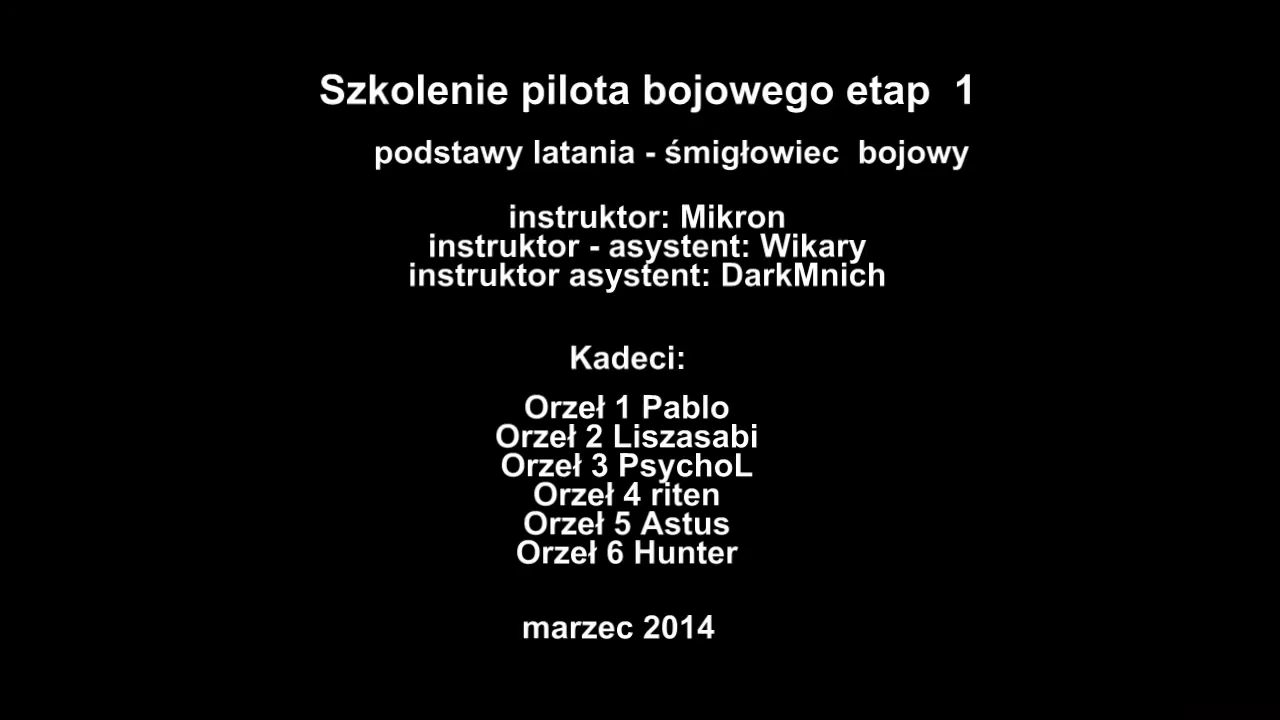 Szkolenie pilota bojowego etap 1
podstawy latania - śmigłowiec bojowy
instruktor: Mikron
instruktor - asystent: Wikary
instruktor asystent: DarkMnich
Kadeci:
Orzeł 1 Pablo
Orzeł 2 Liszasabi
Orzeł 3 PsychoL
Orzeł 4 riten
Orzeł 5 Astus
Orzeł 6 Hunter
marzec 2014